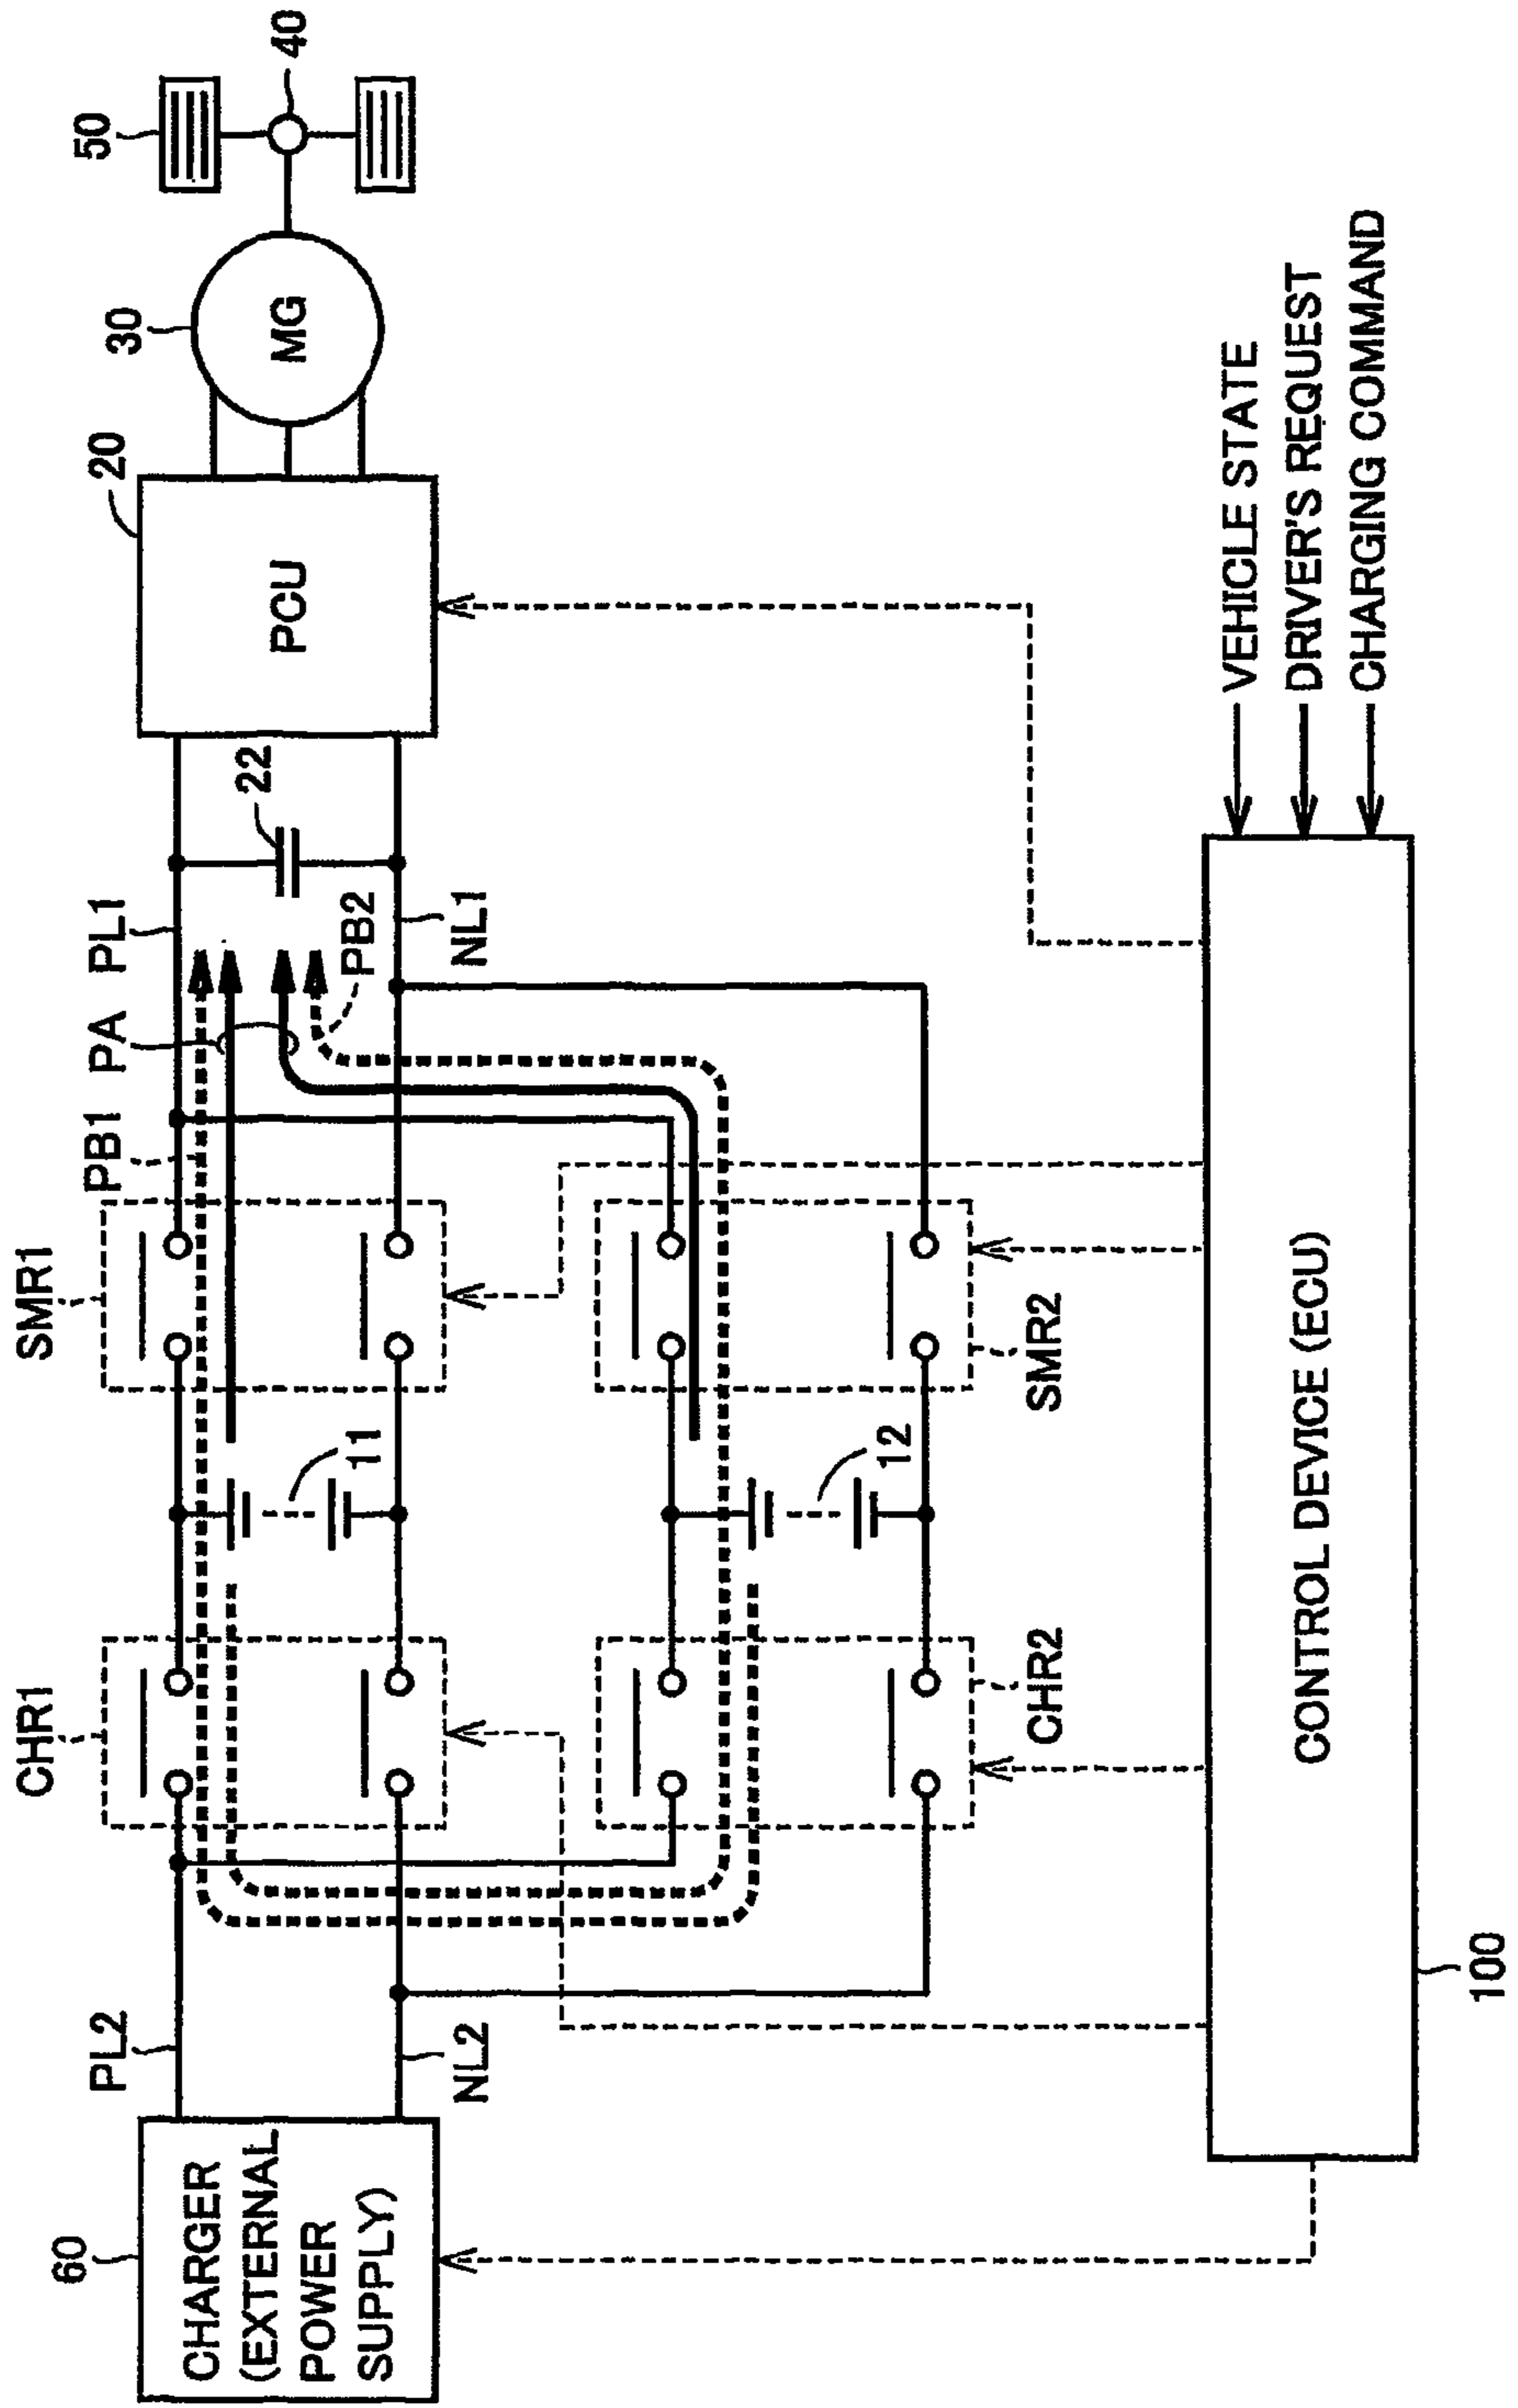 60
CHARGER
(EXTERNAL
POWER
SUPPLY)
PL2
NL2
CHR1
CHR2
11
12
SMR1
SMR2
PB1
PA
PL1
PB2
NL1
22
20
PCU
30
MG
50
40
CONTROL DEVICE (ECU)
100
VEHICLE STATE
DRIVER'S REQUEST
CHARGING COMMAND